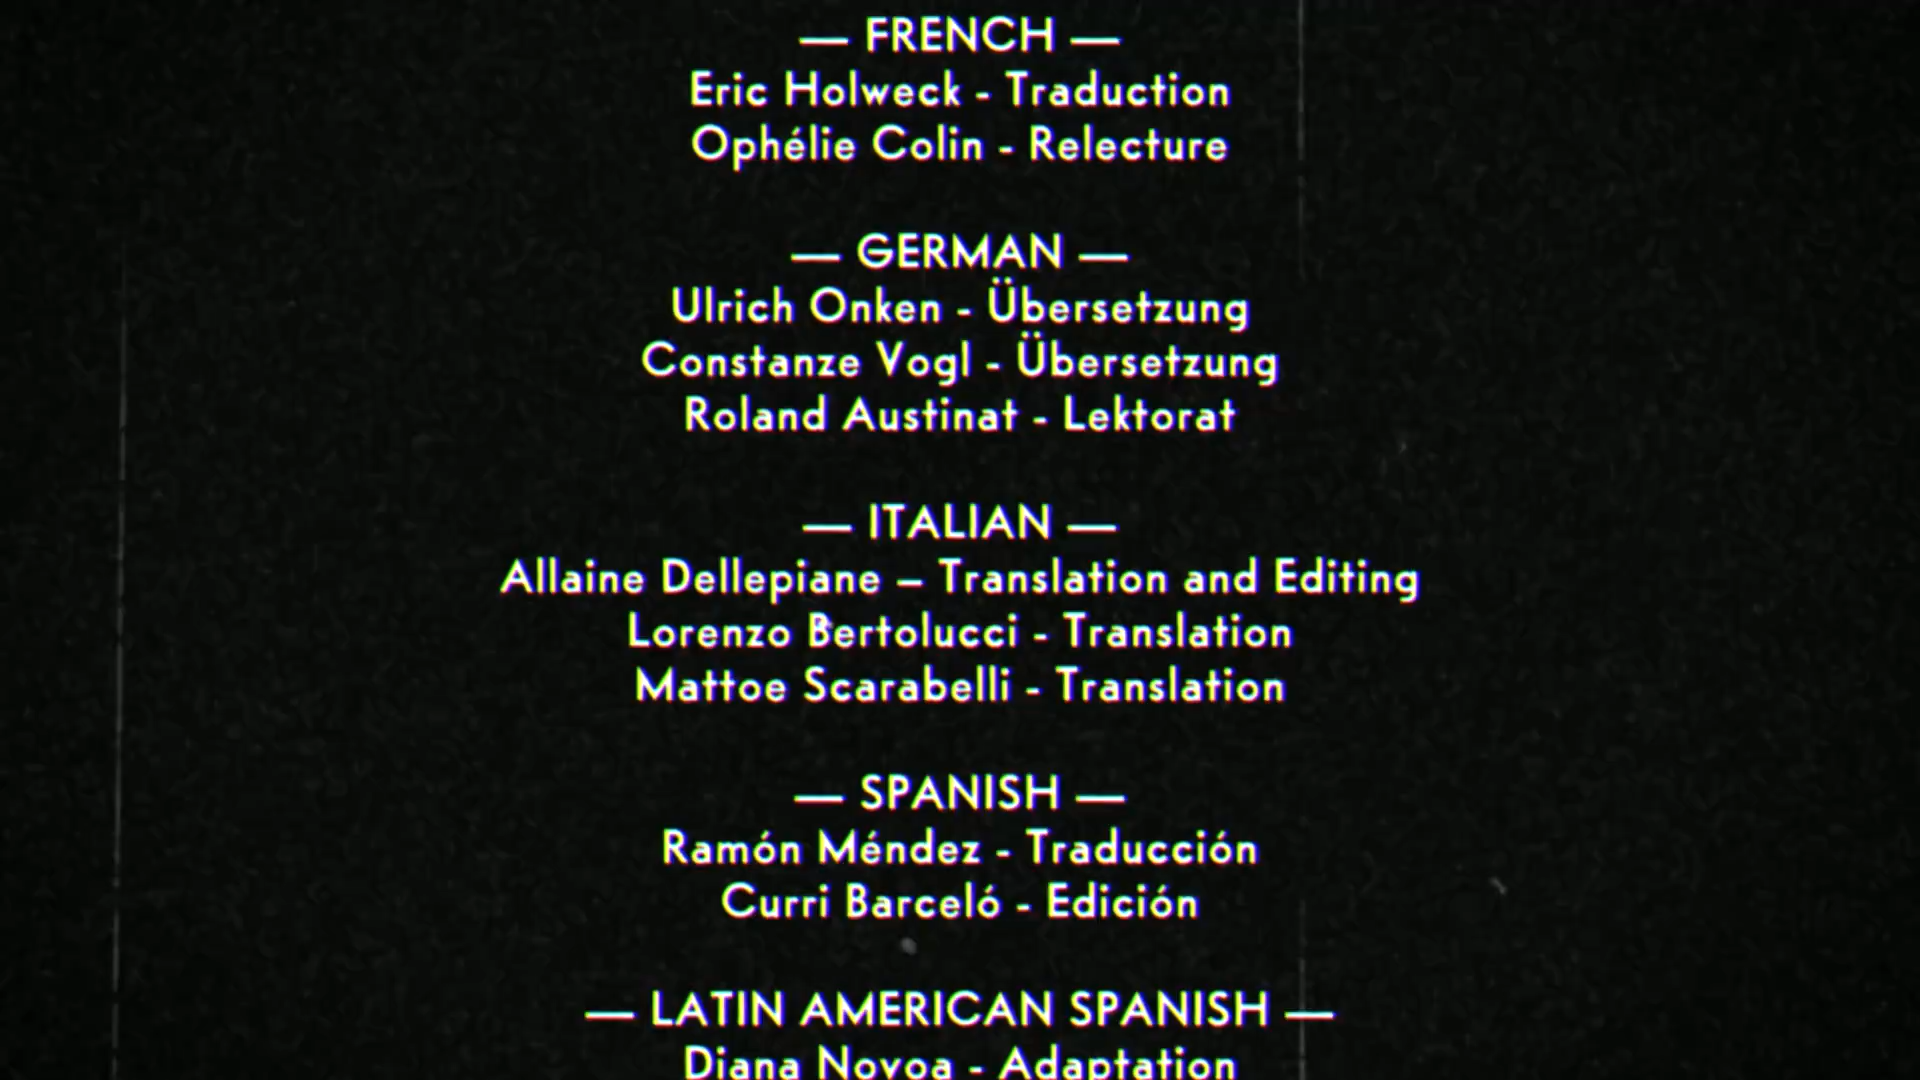 — FRENCH —
Eric Holweck - Traduction
Ophélie Colin - Relecture
— GERMAN —
Ulrich Onken - Übersetzung
Constanze Vogl - Übersetzung
Roland Austinat - Lektorat
— ITALIAN —
Allaine Dellepiane – Translation and Editing
Lorenzo Bertolucci - Translation
Mattoe Scarabelli - Translation
— SPANISH —
Ramón Méndez - Traducción
Curri Barceló - Edición
— LATIN AMERICAN SPANISH —
Diana Novoa - Adaptation